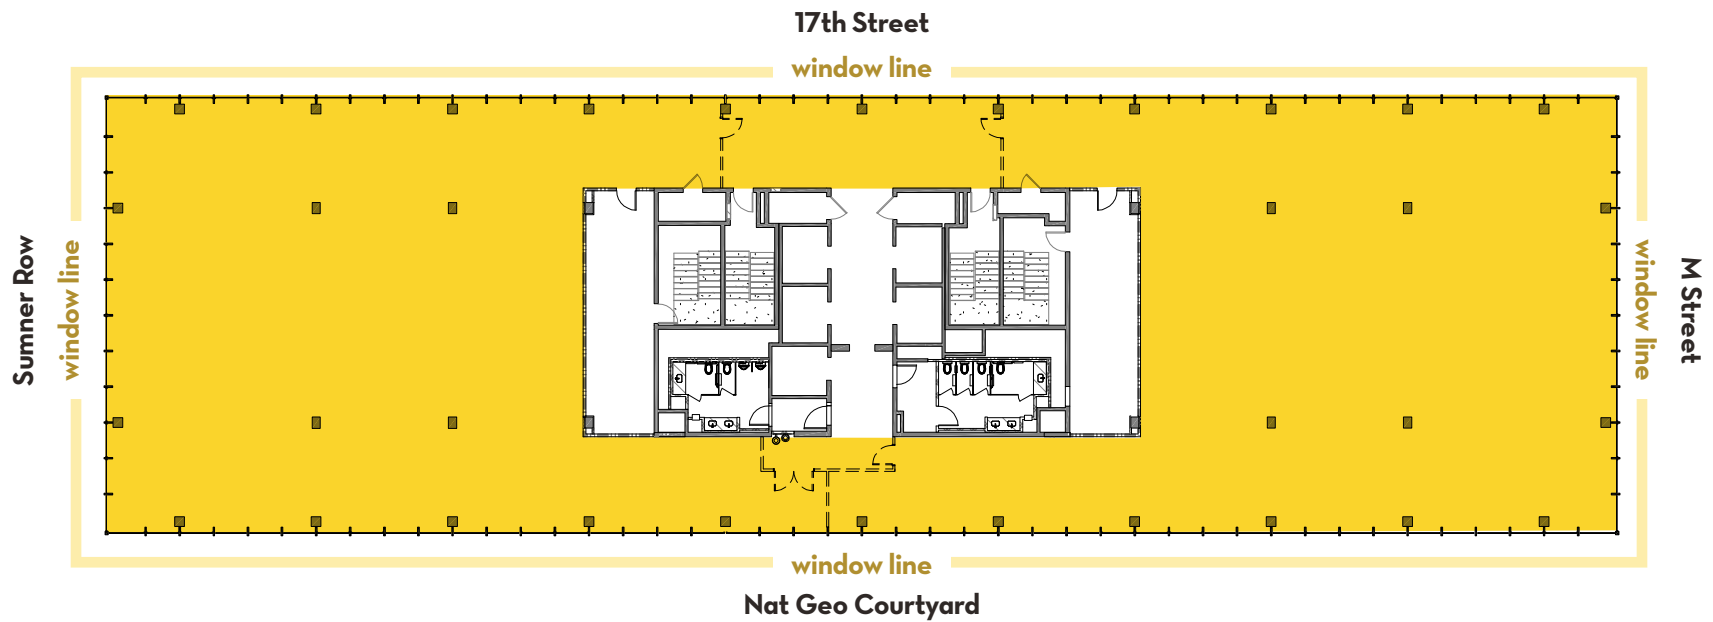 17th Street
window line
Sumner Row
window line
window line
M Street
window line
Nat Geo Courtyard